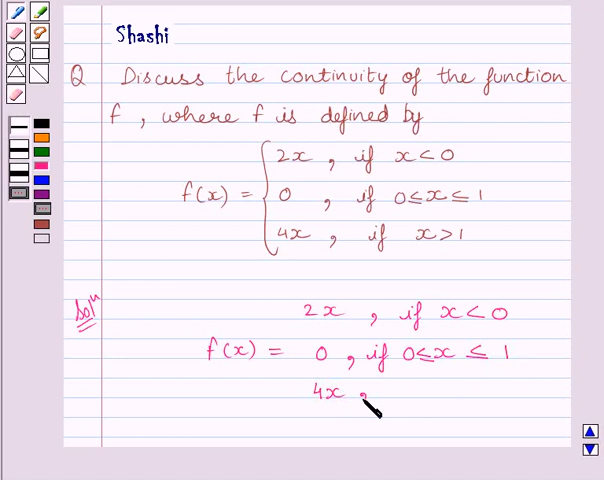 Shashi
Q Discuss the continuity of the function
f , where f is defined by
2x , if x < 0
f(x) = { 0 , if 0 ≤ x ≤ 1
4x , if x > 1
Solⁿ
2x , if x < 0
f(x) = 0 , if 0 ≤ x ≤ 1
4x ,